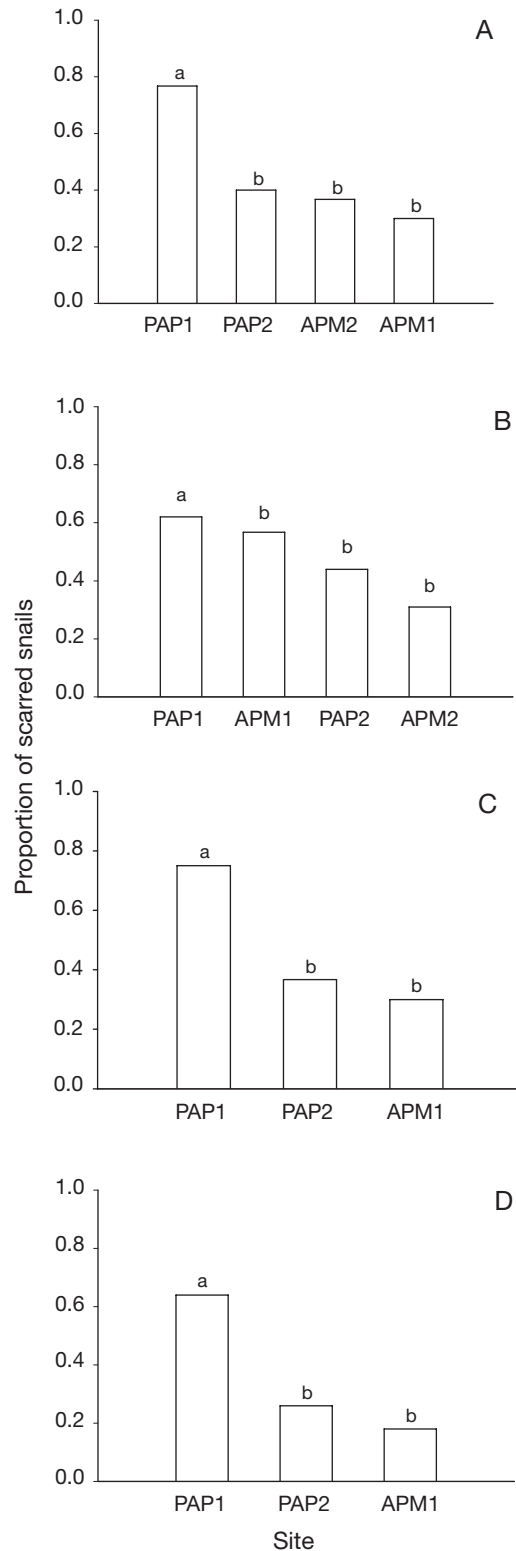 A
1.0
0.8
0.6
0.4
0.2
0.0
a
b
b
b
PAP1 PAP2 APM2 APM1
B
1.0
0.8
0.6
0.4
0.2
0.0
a
b
b
b
PAP1 APM1 PAP2 APM2
Proportion of scarred snails
C
1.0
0.8
0.6
0.4
0.2
0.0
a
b
b
PAP1 PAP2 APM1
D
1.0
0.8
0.6
0.4
0.2
0.0
a
b
b
PAP1 PAP2 APM1
Site